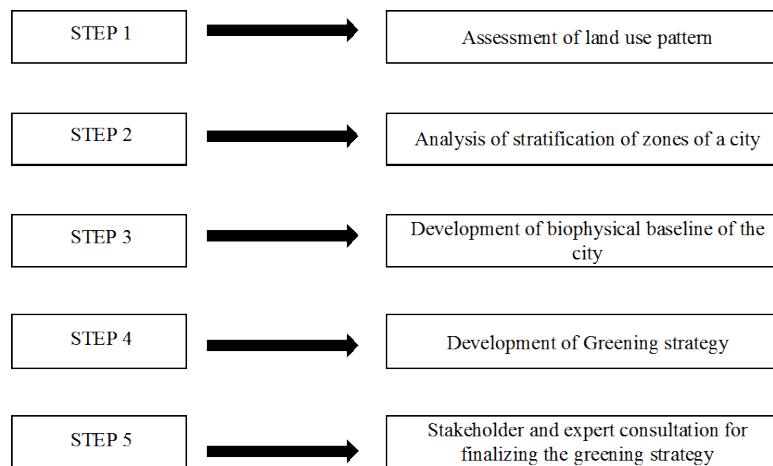 STEP 1
Assessment of land use pattern
STEP 2
Analysis of stratification of zones of a city
STEP 3
Development of biophysical baseline of the
city
STEP 4
Development of Greening strategy
STEP 5
Stakeholder and expert consultation for
finalizing the greening strategy